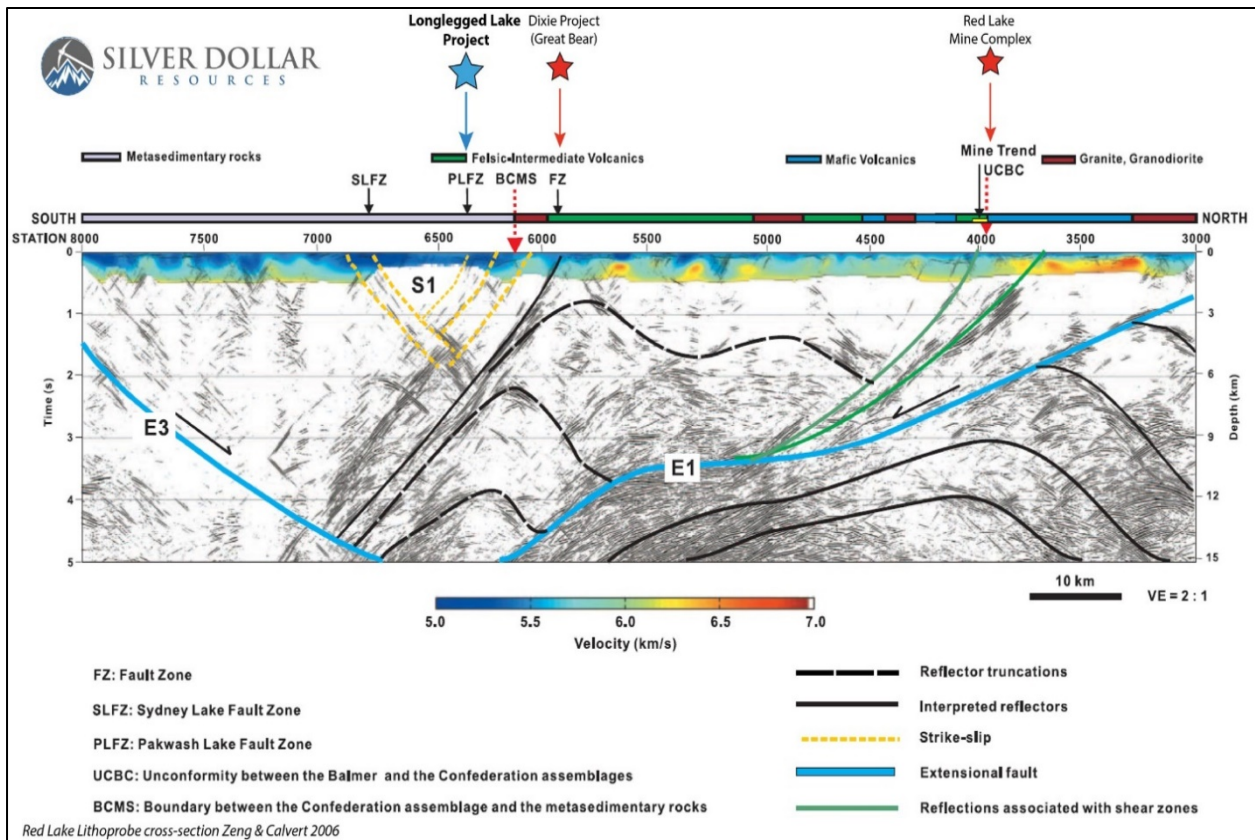 SILVER DOLLAR
RESOURCES
Longlegged Lake
Project
Dixie Project
(Great Bear)
Red Lake
Mine Complex
Metasedimentary rocks
Felsic-Intermediate Volcanics
Mafic Volcanics
Mine Trend
Granite, Granodiorite
SLFZ
PLFZ
BCMS
FZ
UCBC
SOUTH
NORTH
STATION
8000
7500
7000
6500
6000
5500
5000
4500
4000
3500
3000
0
1
2
3
4
5
Time (s)
S1
E3
E1
0
3
6
9
12
15
Depth (km)
10 km
VE = 2 : 1
5.0
5.5
6.0
6.5
7.0
Velocity (km/s)
FZ: Fault Zone
SLFZ: Sydney Lake Fault Zone
PLFZ: Pakwash Lake Fault Zone
UCBC: Unconformity between the Balmer and the Confederation assemblages
BCMS: Boundary between the Confederation assemblage and the metasedimentary rocks
Reflector truncations
Interpreted reflectors
Strike-slip
Extensional fault
Reflections associated with shear zones
Red Lake Lithoprobe cross-section Zeng & Calvert 2006